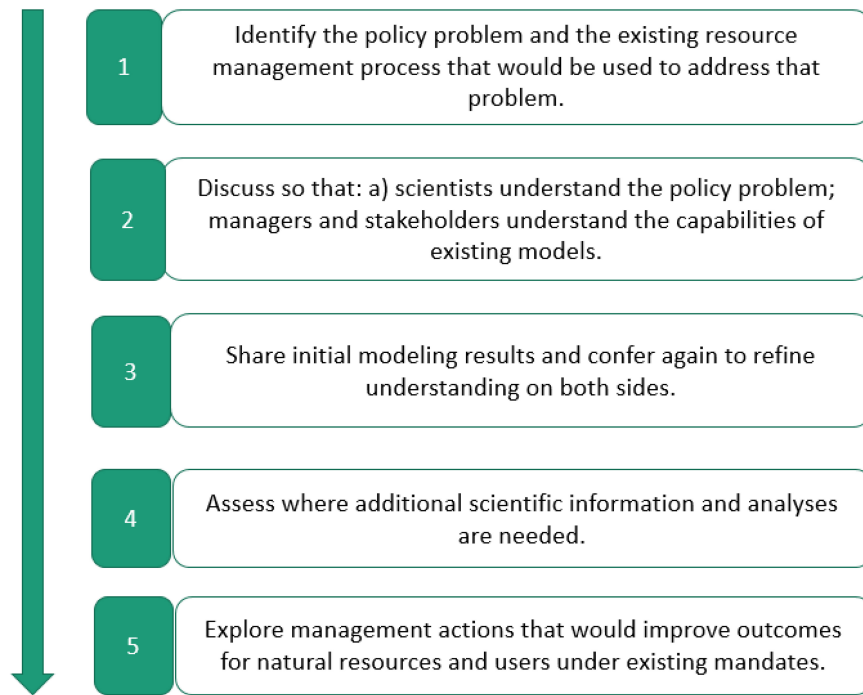 1
Identify the policy problem and the existing resource
management process that would be used to address that
problem.
2
Discuss so that: a) scientists understand the policy problem;
managers and stakeholders understand the capabilities of
existing models.
3
Share initial modeling results and confer again to refine
understanding on both sides.
4
Assess where additional scientific information and analyses
are needed.
5
Explore management actions that would improve outcomes
for natural resources and users under existing mandates.